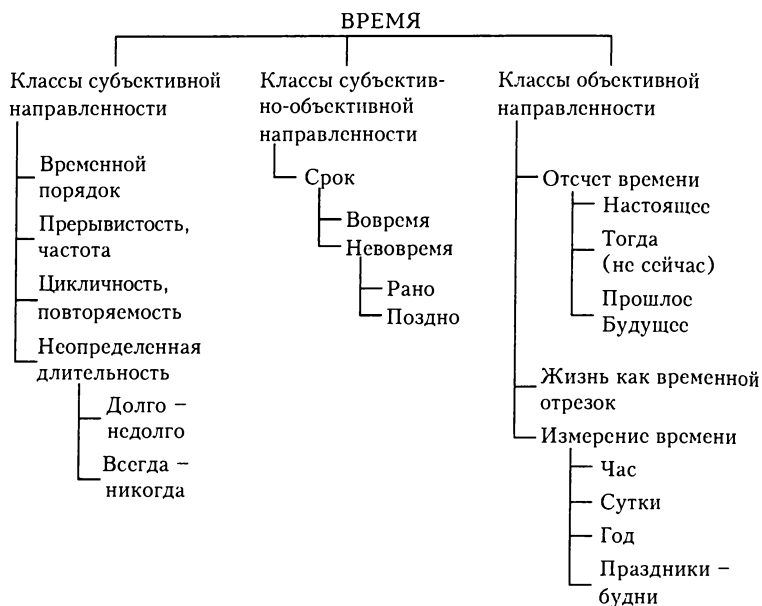 ВРЕМЯ
Классы субъективной
направленности
Временной
порядок
Прерывистость,
частота
Цикличность,
повторяемость
Неопределенная
длительность
Долго –
недолго
Всегда –
никогда
Классы субъектив-
но-объективной
направленности
Срок
Вовремя
Невовремя
Рано
Поздно
Классы объективной
направленности
Отсчет времени
Настоящее
Тогда
(не сейчас)
Прошлое
Будущее
Жизнь как временной
отрезок
Измерение времени
Час
Сутки
Год
Праздники –
будни